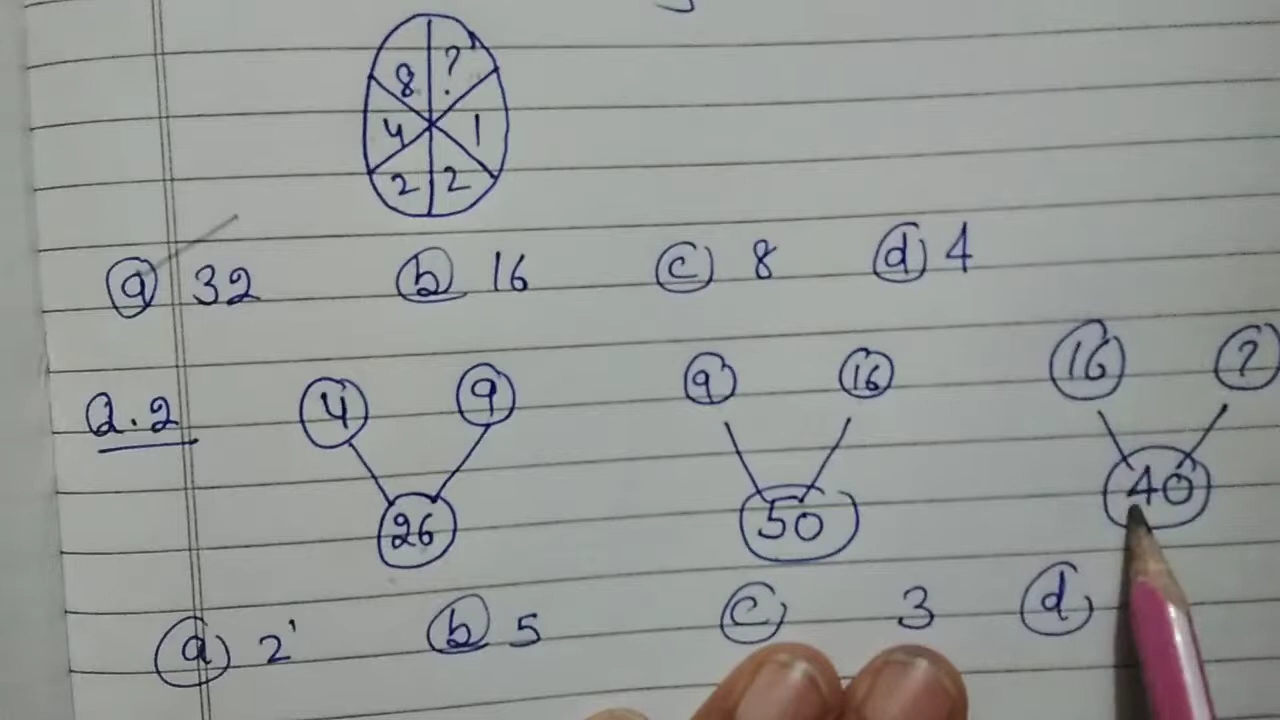 8 ?
4 1
2 2
(a) 32 (b) 16 (c) 8 (d) 4
Q.2 4 9 9 16 16 ?
26 50 40
(a) 2 (b) 5 (c) 3 (d)